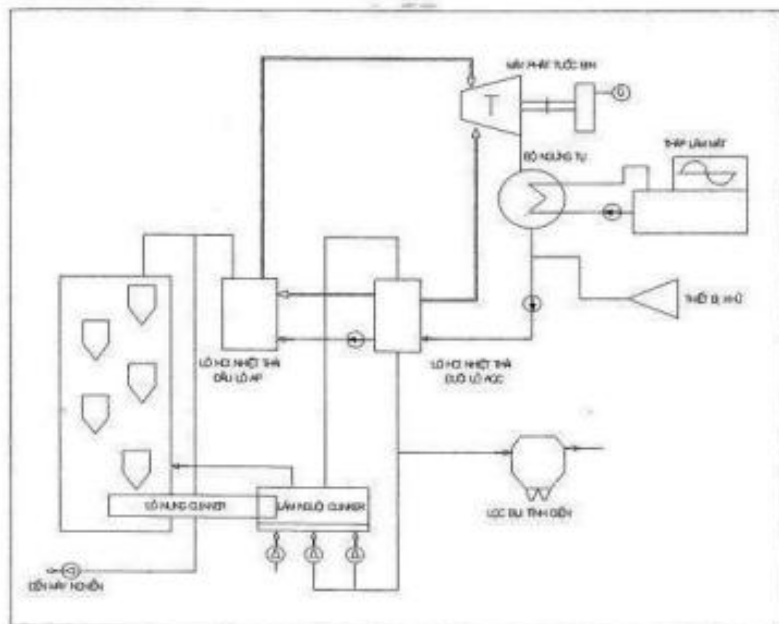 MÁY PHÁT TUỐC BIN
T
G
BỘ NGƯNG TỤ
THÁP LÀM MÁT
THIẾT BỊ KHỬ
LÒ HƠI NHIỆT THẢI
ĐẦU LÒ AP
LÒ HƠI NHIỆT THẢI
ĐUÔI LÒ AQC
LÒ NUNG CLINKER
LÀM NGUỘI CLINKER
LỌC BỤI TĨNH ĐIỆN
ĐẾN MÁY NGHIỀN